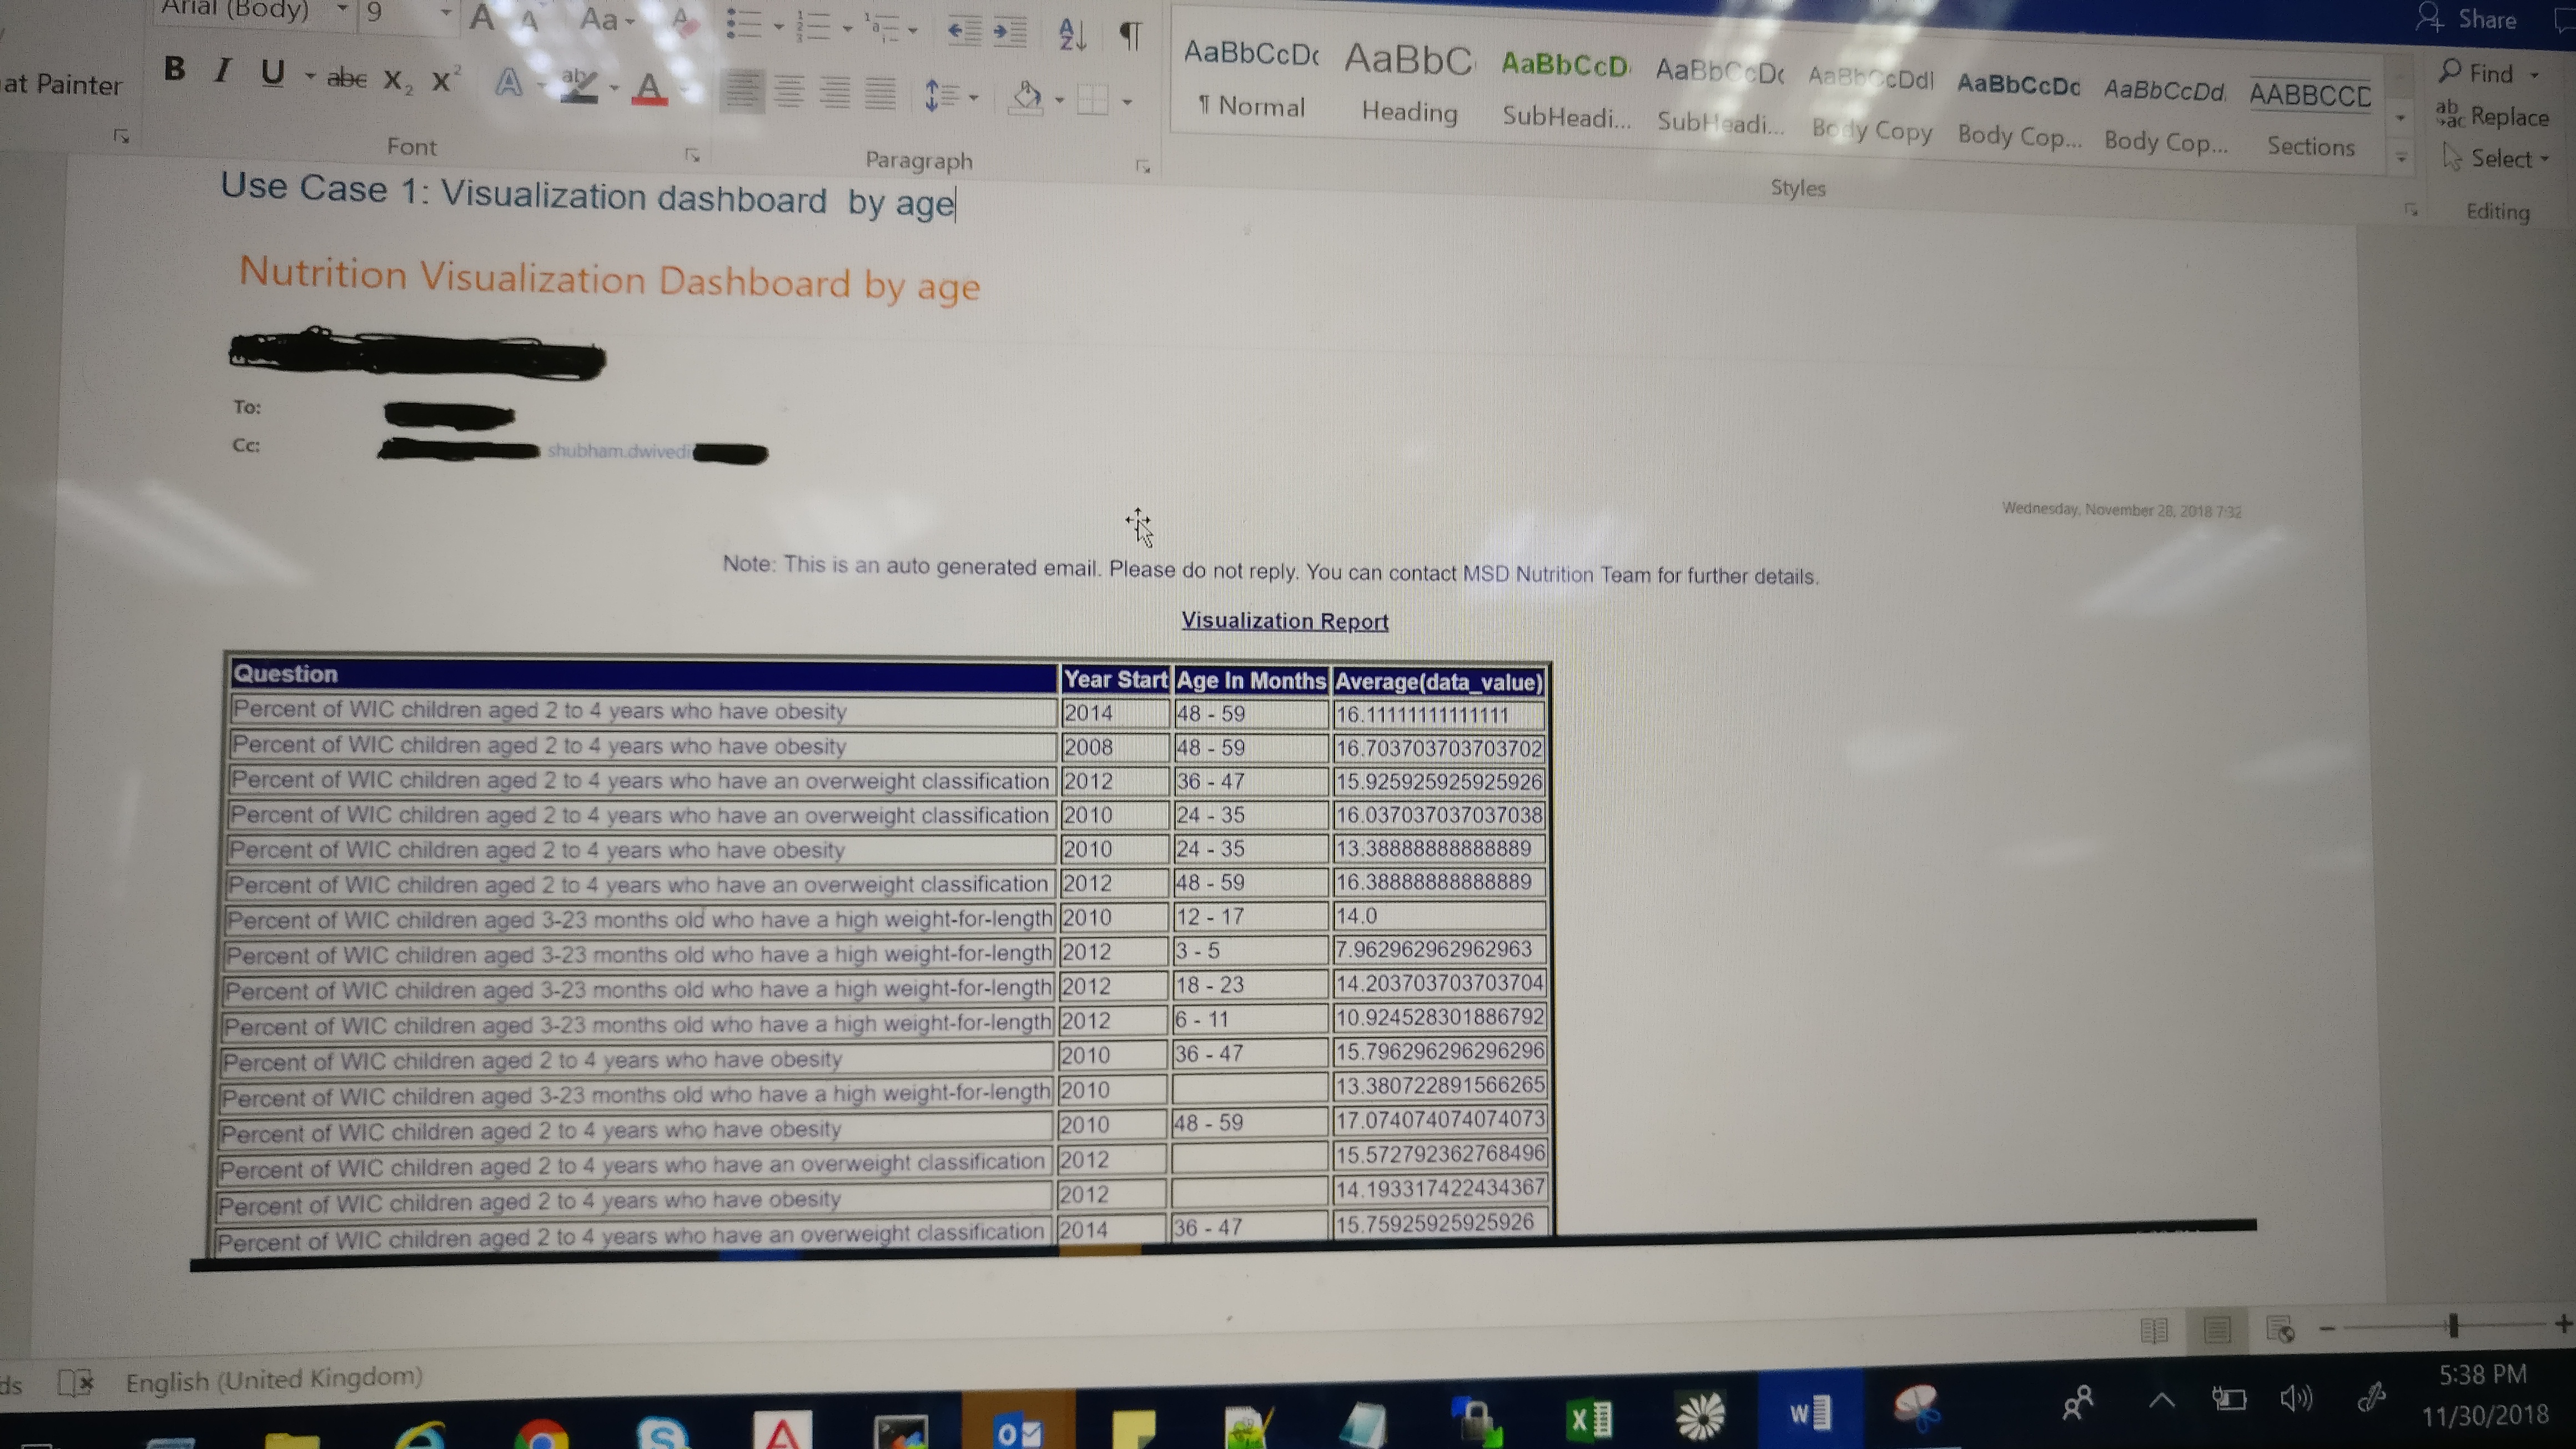 Arial (Body) 9 A A Aa A
Share
at Painter B I U abc X₂ X² A ab A
AaBbCcDc AaBbC AaBbCcD AaBbCcDc AaBbCcDdl AaBbCcDc AaBbCcDd. AABBCCD
¶ Normal Heading SubHeadi... SubHeadi... Body Copy Body Cop... Body Cop... Sections
Find
Replace
Select
Font Paragraph Styles Editing
Use Case 1: Visualization dashboard by age
Nutrition Visualization Dashboard by age
To:
Cc: shubham.dwivedi
Wednesday, November 28, 2018 7:32
Note: This is an auto generated email. Please do not reply. You can contact MSD Nutrition Team for further details.
Visualization Report
Question Year Start Age In Months Average(data_value)
Percent of WIC children aged 2 to 4 years who have obesity 2014 48 - 59 16.11111111111111
Percent of WIC children aged 2 to 4 years who have obesity 2008 48 - 59 16.703703703703702
Percent of WIC children aged 2 to 4 years who have an overweight classification 2012 36 - 47 15.925925925925926
Percent of WIC children aged 2 to 4 years who have an overweight classification 2010 24 - 35 16.037037037037038
Percent of WIC children aged 2 to 4 years who have obesity 2010 24 - 35 13.38888888888889
Percent of WIC children aged 2 to 4 years who have an overweight classification 2012 48 - 59 16.38888888888889
Percent of WIC children aged 3-23 months old who have a high weight-for-length 2010 12 - 17 14.0
Percent of WIC children aged 3-23 months old who have a high weight-for-length 2012 3 - 5 7.962962962962963
Percent of WIC children aged 3-23 months old who have a high weight-for-length 2012 18 - 23 14.203703703703704
Percent of WIC children aged 3-23 months old who have a high weight-for-length 2012 6 - 11 10.924528301886792
Percent of WIC children aged 2 to 4 years who have obesity 2010 36 - 47 15.796296296296296
Percent of WIC children aged 3-23 months old who have a high weight-for-length 2010 13.380722891566265
Percent of WIC children aged 2 to 4 years who have obesity 2010 48 - 59 17.074074074074073
Percent of WIC children aged 2 to 4 years who have an overweight classification 2012 15.572792362768496
Percent of WIC children aged 2 to 4 years who have obesity 2012 14.193317422434367
Percent of WIC children aged 2 to 4 years who have an overweight classification 2014 36 - 47 15.75925925925926
ds English (United Kingdom)
5:38 PM
11/30/2018